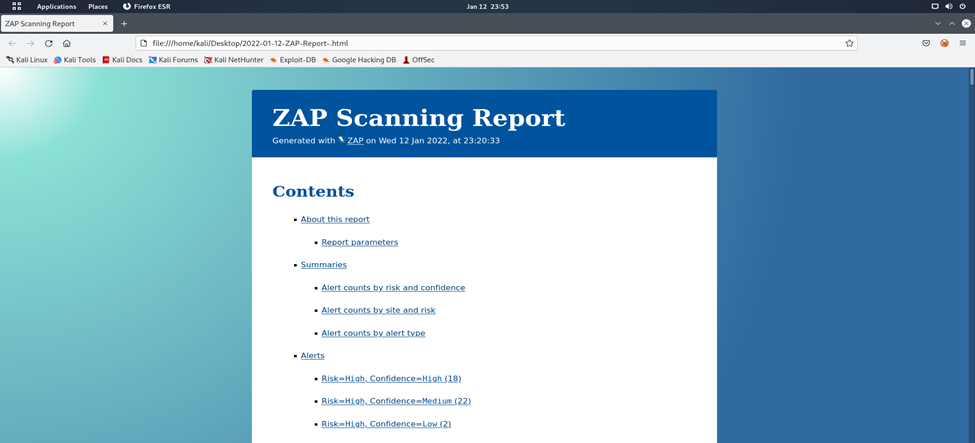 Applications Places Firefox ESR Jan 12 23:53
ZAP Scanning Report × +
file:///home/kali/Desktop/2022-01-12-ZAP-Report-.html
Kali Linux Kali Tools Kali Docs Kali Forums Kali NetHunter Exploit-DB Google Hacking DB OffSec
ZAP Scanning Report
Generated with ZAP on Wed 12 Jan 2022, at 23:20:33
Contents
About this report
Report parameters
Summaries
Alert counts by risk and confidence
Alert counts by site and risk
Alert counts by alert type
Alerts
Risk=High, Confidence=High (18)
Risk=High, Confidence=Medium (22)
Risk=High, Confidence=Low (2)